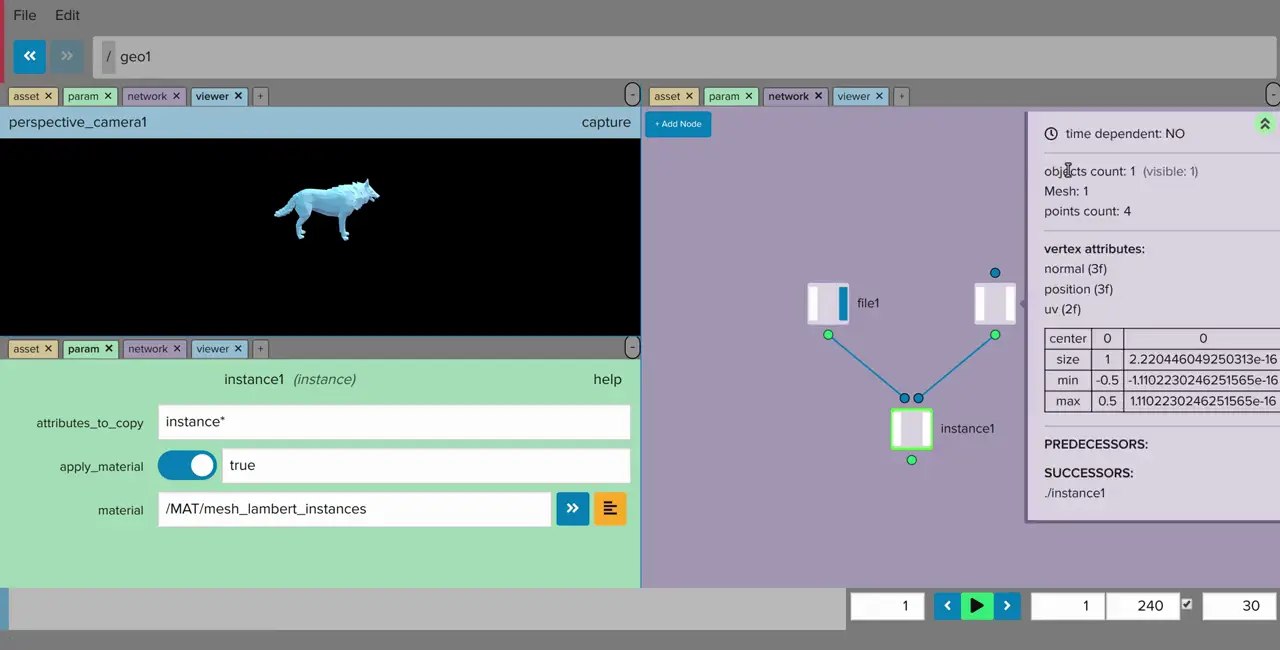 File Edit
« » / geo1
asset × param × network × viewer × +
perspective_camera1 capture
asset × param × network × viewer × +
instance1 (instance) help
attributes_to_copy instance*
apply_material true
material /MAT/mesh_lambert_instances »
asset × param × network × viewer × +
+ Add Node
file1
instance1
time dependent: NO
objects count: 1 (visible: 1)
Mesh: 1
points count: 4
vertex attributes:
normal (3f)
position (3f)
uv (2f)
center 0 0
size 1 2.220446049250313e-16
min -0.5 -1.1102230246251565e-16
max 0.5 1.1102230246251565e-16
PREDECESSORS:
SUCCESSORS:
./instance1
1 1 240 30